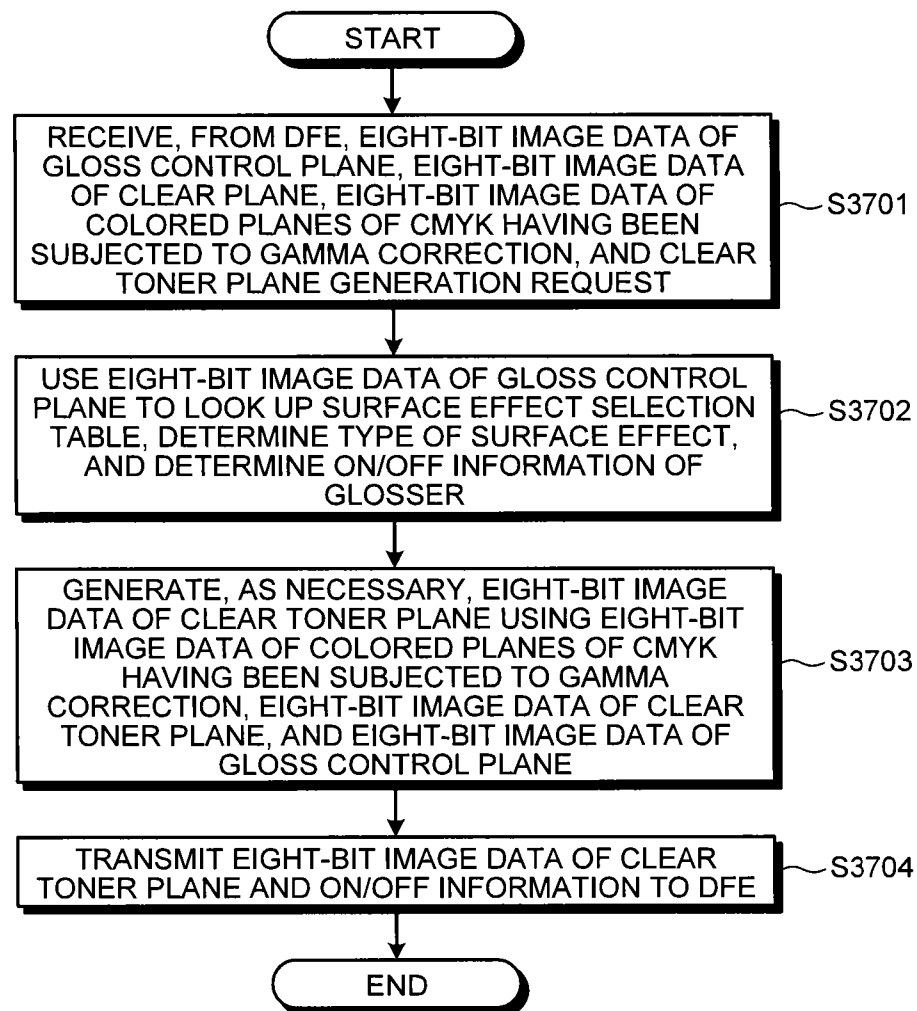 START
RECEIVE, FROM DFE, EIGHT-BIT IMAGE DATA OF
GLOSS CONTROL PLANE, EIGHT-BIT IMAGE DATA
OF CLEAR PLANE, EIGHT-BIT IMAGE DATA OF
COLORED PLANES OF CMYK HAVING BEEN
SUBJECTED TO GAMMA CORRECTION, AND CLEAR
TONER PLANE GENERATION REQUEST
S3701
USE EIGHT-BIT IMAGE DATA OF GLOSS CONTROL
PLANE TO LOOK UP SURFACE EFFECT SELECTION
TABLE, DETERMINE TYPE OF SURFACE EFFECT,
AND DETERMINE ON/OFF INFORMATION OF
GLOSSER
S3702
GENERATE, AS NECESSARY, EIGHT-BIT IMAGE
DATA OF CLEAR TONER PLANE USING EIGHT-BIT
IMAGE DATA OF COLORED PLANES OF CMYK
HAVING BEEN SUBJECTED TO GAMMA
CORRECTION, EIGHT-BIT IMAGE DATA OF CLEAR
TONER PLANE, AND EIGHT-BIT IMAGE DATA OF
GLOSS CONTROL PLANE
S3703
TRANSMIT EIGHT-BIT IMAGE DATA OF CLEAR
TONER PLANE AND ON/OFF INFORMATION TO DFE
S3704
END